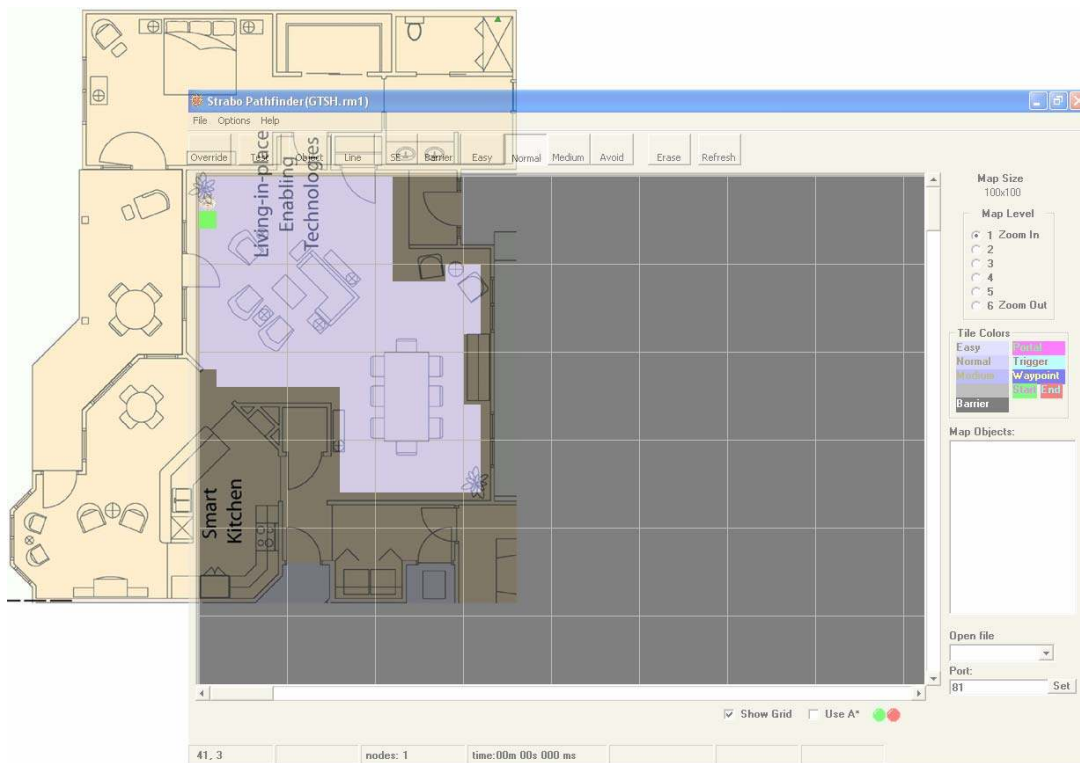 Strabo Pathfinder(GTSH.rm1)
File Options Help
Override Test Object Line SE Barrier Easy Normal Medium Avoid Erase Refresh
Living-in-place
Enabling
Technologies
Smart
Kitchen
Map Size
100x100
Map Level
1 Zoom In
2
3
4
5
6 Zoom Out
Tile Colors
Easy Portal
Normal Trigger
Medium Waypoint
Start End
Barrier
Map Objects:
Open file
Port:
81 Set
Show Grid Use A*
41, 3 nodes: 1 time:00m 00s 000 ms